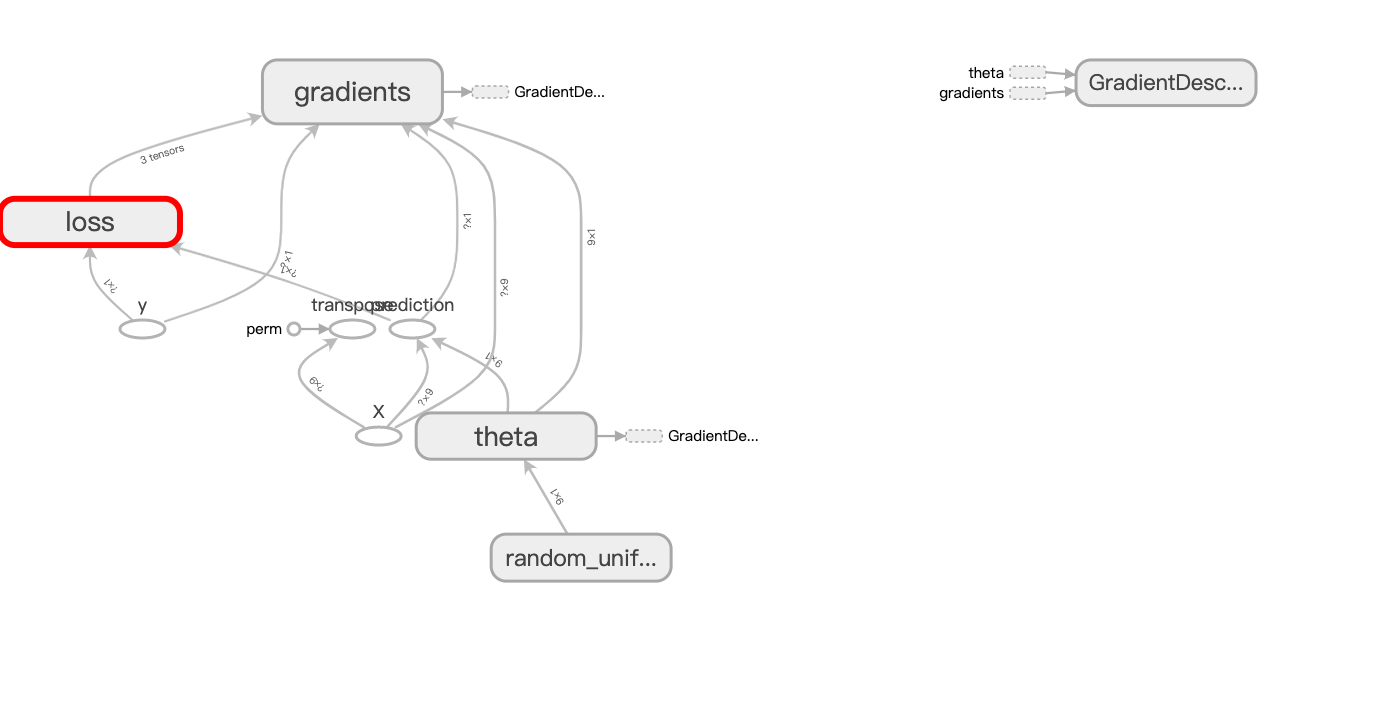 gradients
GradientDe...
theta
gradients
GradientDesc...
3 tensors
loss
?×1
9×1
?×1
?×1
?×1
?×9
y
transpose
prediction
perm
9×1
?×9
?×9
X
theta
GradientDe...
9×1
random_unif...